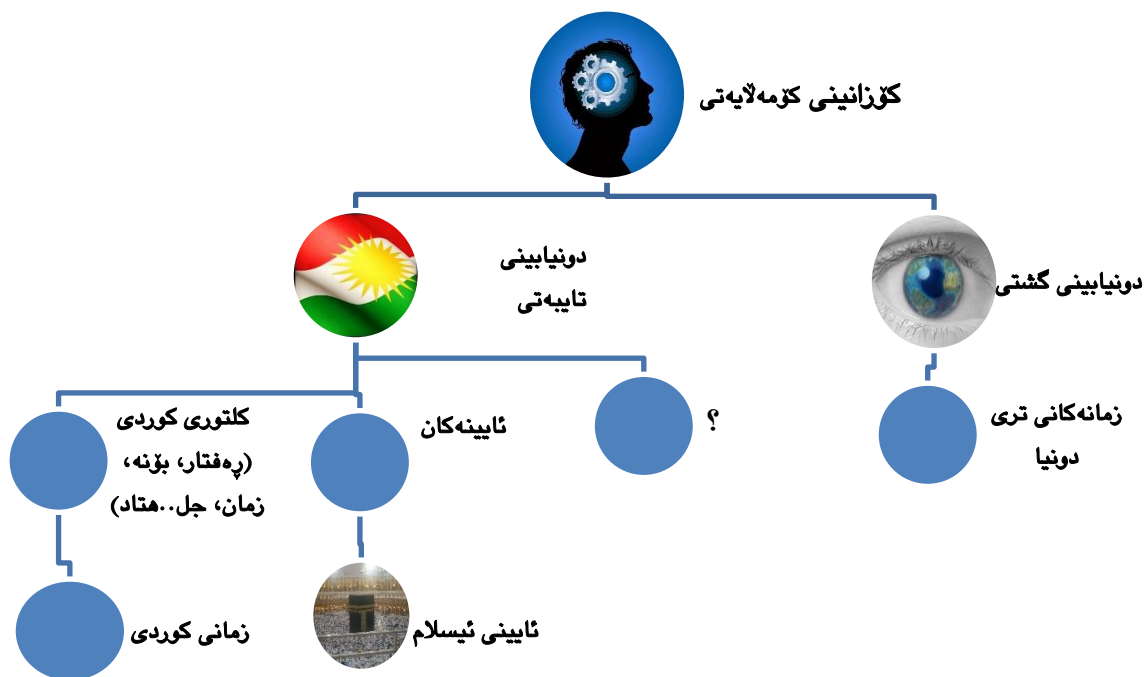 کۆزانینی کۆمەڵایەتی
دونیابینی گشتی
دونیابینی
تایبەتی
زمانەکانی تری
دونیا
؟
ئایینەکان
کلتوری کوردی
(ڕەفتار، بۆنە،
زمان، جل..هتاد)
ئایینی ئیسلام
زمانی کوردی